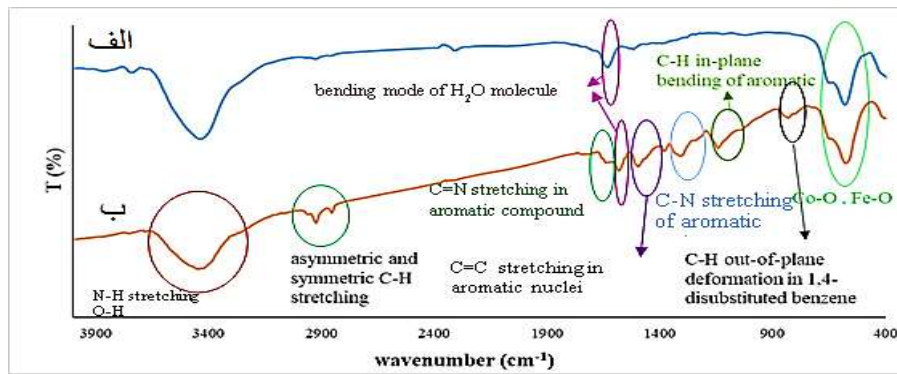 الف
C-H in-plane
bending of aromatic
bending mode of H₂O molecule
T (%)
ب
C=N stretching in
aromatic compound
C-N stretching
of aromatic
Co-O . Fe-O
asymmetric and
symmetric C-H
stretching
C=C stretching in
aromatic nuclei
C-H out-of-plane
deformation in 1,4-
disubstituted benzene
N-H stretching
O-H
3900 3400 2900 2400 1900 1400 900 400
wavenumber (cm⁻¹)